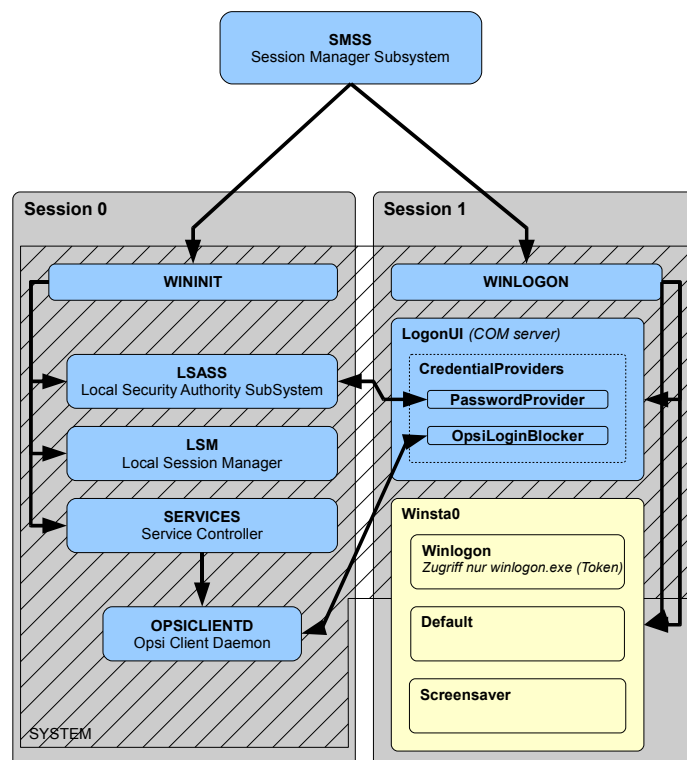 SMSS
Session Manager Subsystem
Session 0
Session 1
WININIT
WINLOGON
LogonUI (COM server)
CredentialProviders
LSASS
Local Security Authority SubSystem
PasswordProvider
OpsiLoginBlocker
LSM
Local Session Manager
SERVICES
Service Controller
Winsta0
Winlogon
Zugriff nur winlogon.exe (Token)
OPSICLIENTD
Opsi Client Daemon
Default
Screensaver
SYSTEM